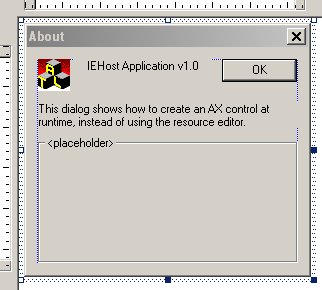 About
IEHost Application v1.0
OK
This dialog shows how to create an AX control at
runtime, instead of using the resource editor.
<placeholder>